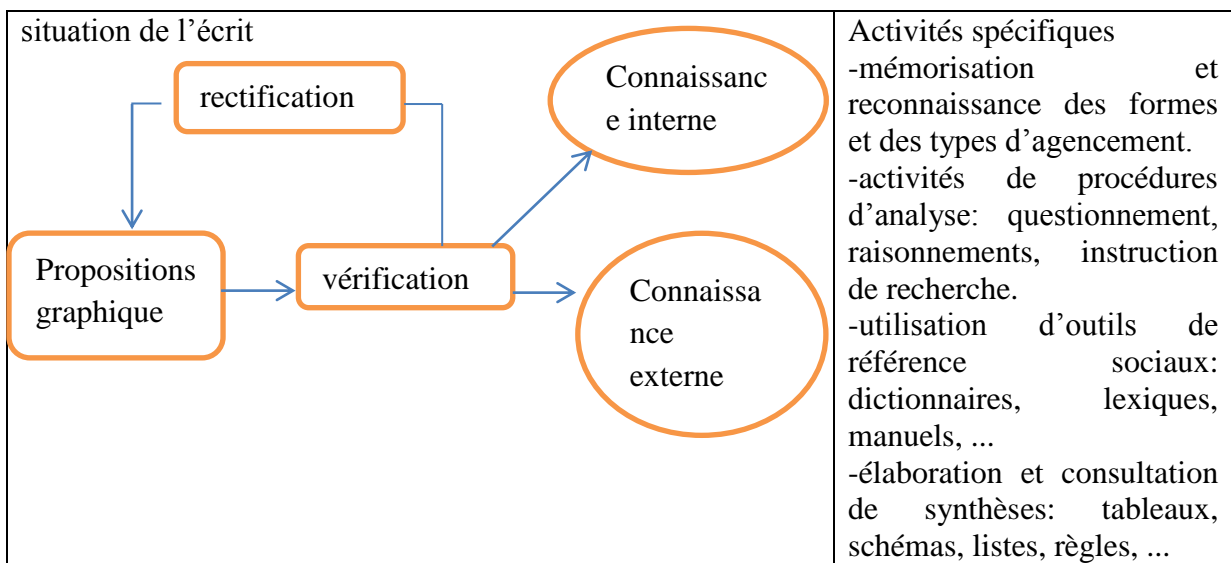 situation de l’écrit
rectification
Connaissanc
e interne
Propositions
graphique
vérification
Connaissa
nce
externe
Activités spécifiques
-mémorisation et
reconnaissance des formes
et des types d’agencement.
-activités de procédures
d’analyse: questionnement,
raisonnements, instruction
de recherche.
-utilisation d’outils de
référence sociaux:
dictionnaires, lexiques,
manuels, ...
-élaboration et consultation
de synthèses: tableaux,
schémas, listes, règles, ...